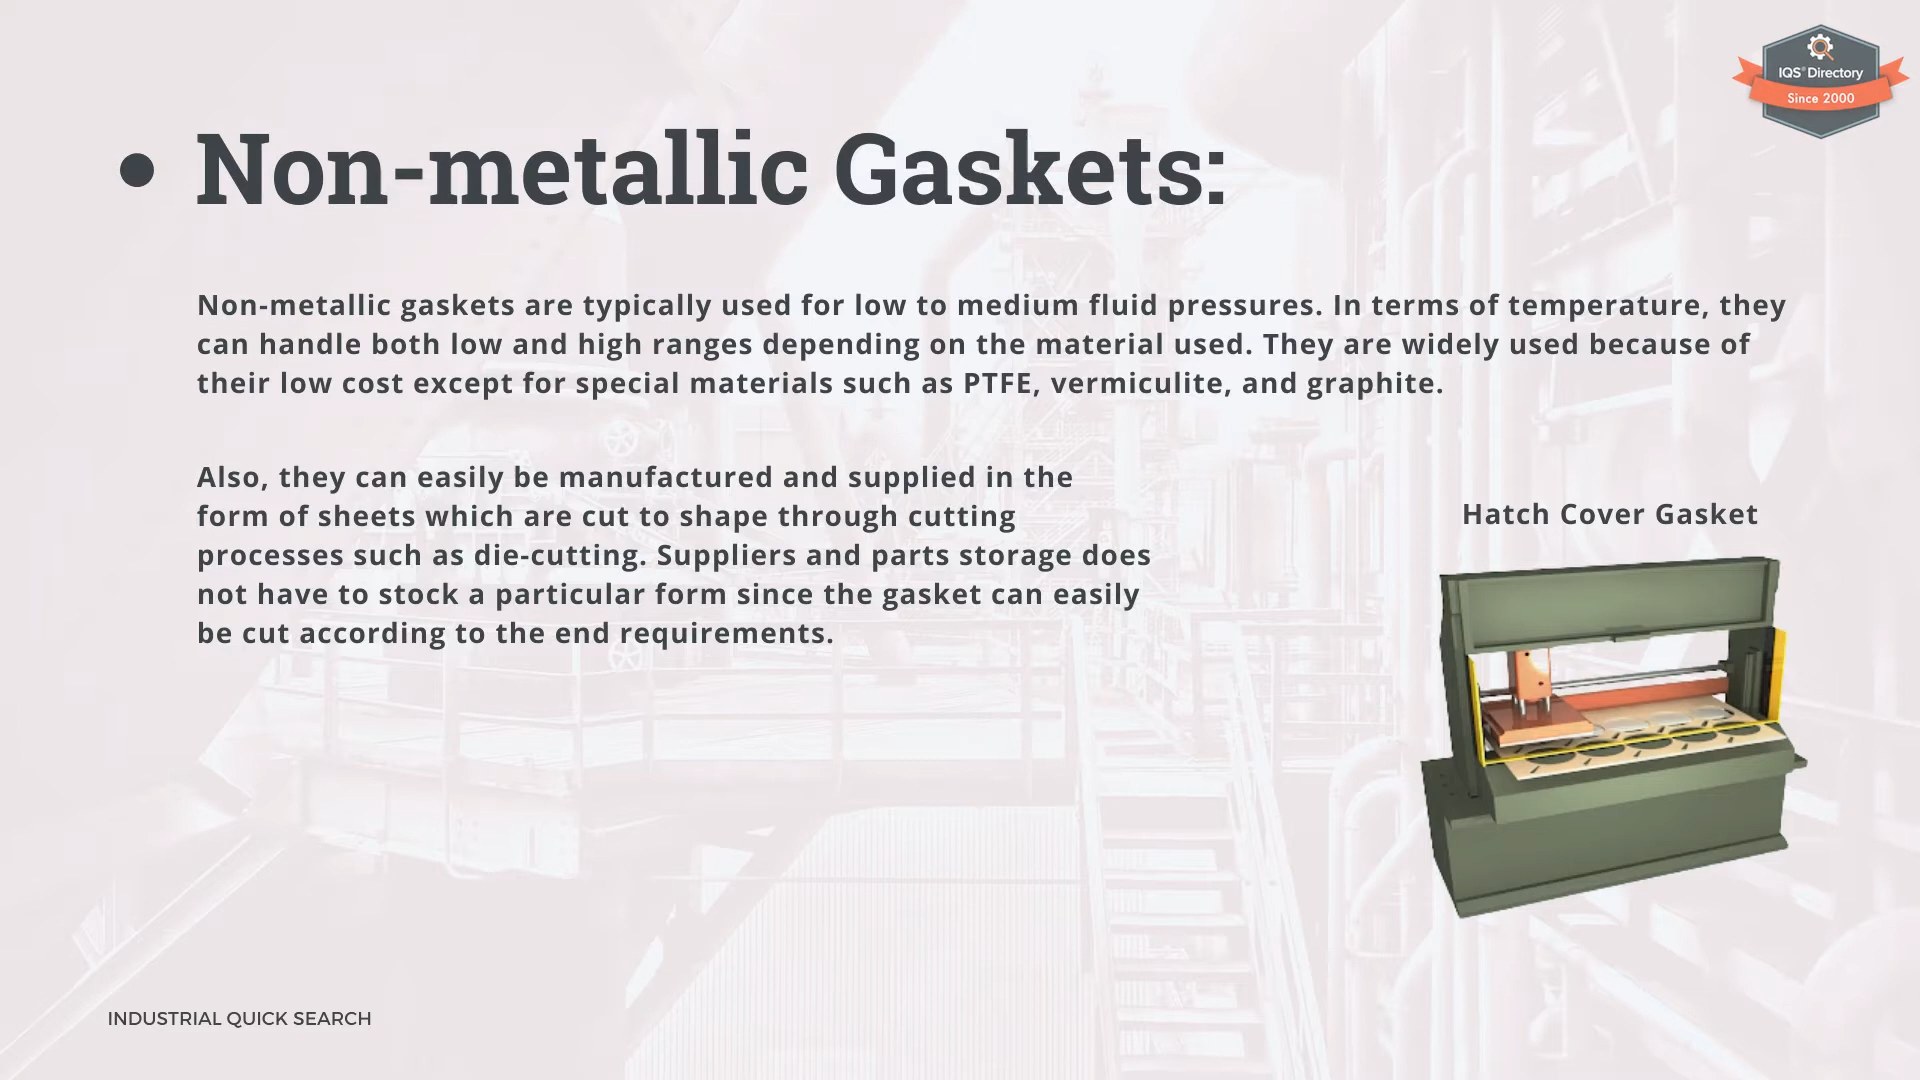 IQS® Directory
Since 2000
• Non-metallic Gaskets:
Non-metallic gaskets are typically used for low to medium fluid pressures. In terms of temperature, they
can handle both low and high ranges depending on the material used. They are widely used because of
their low cost except for special materials such as PTFE, vermiculite, and graphite.
Also, they can easily be manufactured and supplied in the
form of sheets which are cut to shape through cutting
processes such as die-cutting. Suppliers and parts storage does
not have to stock a particular form since the gasket can easily
be cut according to the end requirements.
Hatch Cover Gasket
INDUSTRIAL QUICK SEARCH